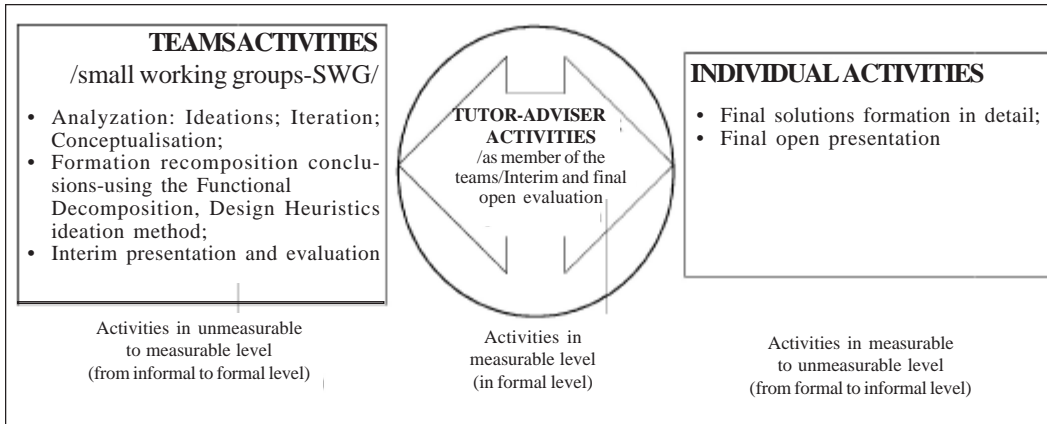 TEAMSACTIVITIES
/small working groups-SWG/
• Analyzation: Ideations; Iteration;
Conceptualisation;
• Formation recomposition conclu-
sions-using the Functional
Decomposition, Design Heuristics
ideation method;
• Interim presentation and evaluation
Activities in unmeasurable
to measurable level
(from informal to formal level)
TUTOR-ADVISER
ACTIVITIES
/as member of the
teams/Interim and final
open evaluation
Activities in
measurable level
(in formal level)
INDIVIDUAL ACTIVITIES
• Final solutions formation in detail;
• Final open presentation
Activities in measurable
to unmeasurable level
(from formal to informal level)